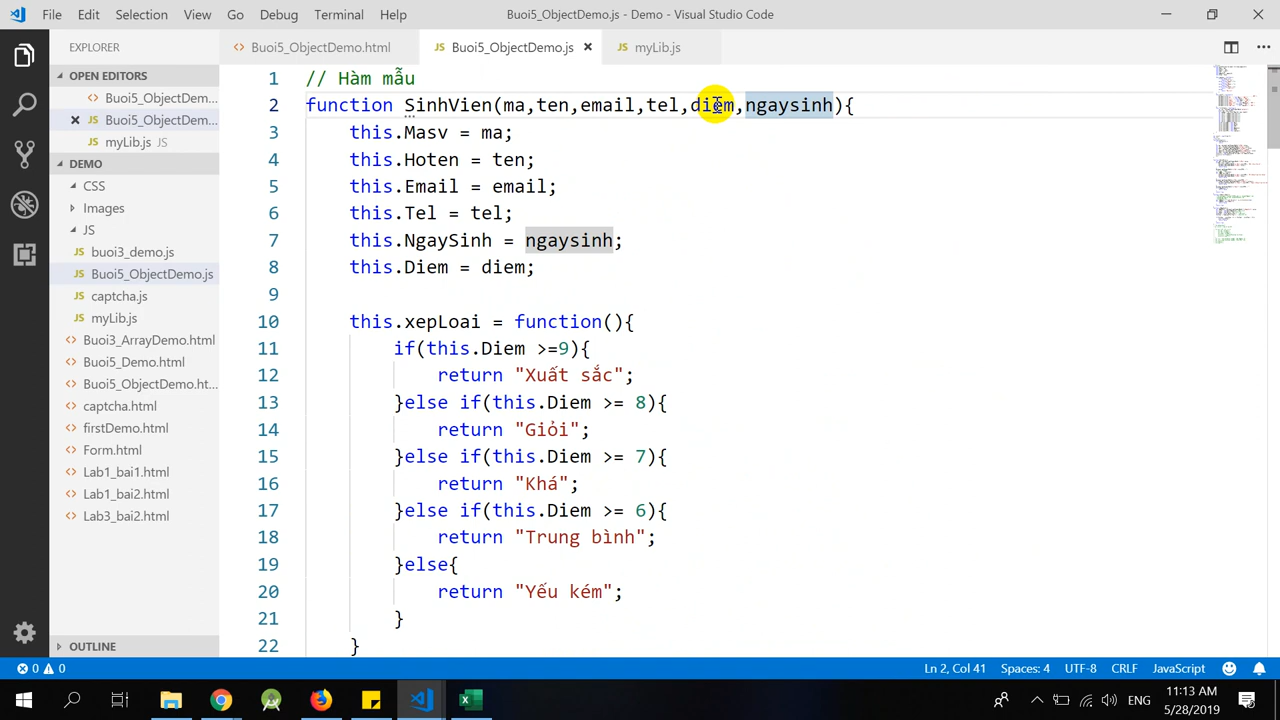 File Edit Selection View Go Debug Terminal Help
Buoi5_ObjectDemo.js - Demo - Visual Studio Code
EXPLORER
OPEN EDITORS
Buoi5_ObjectDem...
Buoi5_ObjectDem...
myLib.js JS
DEMO
CSS
Images
JS
buoi3_demo.js
Buoi5_ObjectDemo.js
captcha.js
myLib.js
Buoi3_ArrayDemo.html
Buoi5_Demo.html
Buoi5_ObjectDemo.ht...
captcha.html
firstDemo.html
Form.html
Lab1_bai1.html
Lab1_bai2.html
Lab3_bai2.html
OUTLINE
Buoi5_ObjectDemo.html
JS Buoi5_ObjectDemo.js
JS myLib.js
1 // Hàm mẫu
2 function SinhVien(ma,ten,email,tel,diem,ngaysinh){
3 this.Masv = ma;
4 this.Hoten = ten;
5 this.Email = email;
6 this.Tel = tel;
7 this.NgaySinh = ngaysinh;
8 this.Diem = diem;
9
10 this.xepLoai = function(){
11 if(this.Diem >=9){
12 return "Xuất sắc";
13 }else if(this.Diem >= 8){
14 return "Giỏi";
15 }else if(this.Diem >= 7){
16 return "Khá";
17 }else if(this.Diem >= 6){
18 return "Trung bình";
19 }else{
20 return "Yếu kém";
21 }
22 }
0 0
Ln 2, Col 41 Spaces: 4 UTF-8 CRLF JavaScript
ENG
11:13 AM
5/28/2019